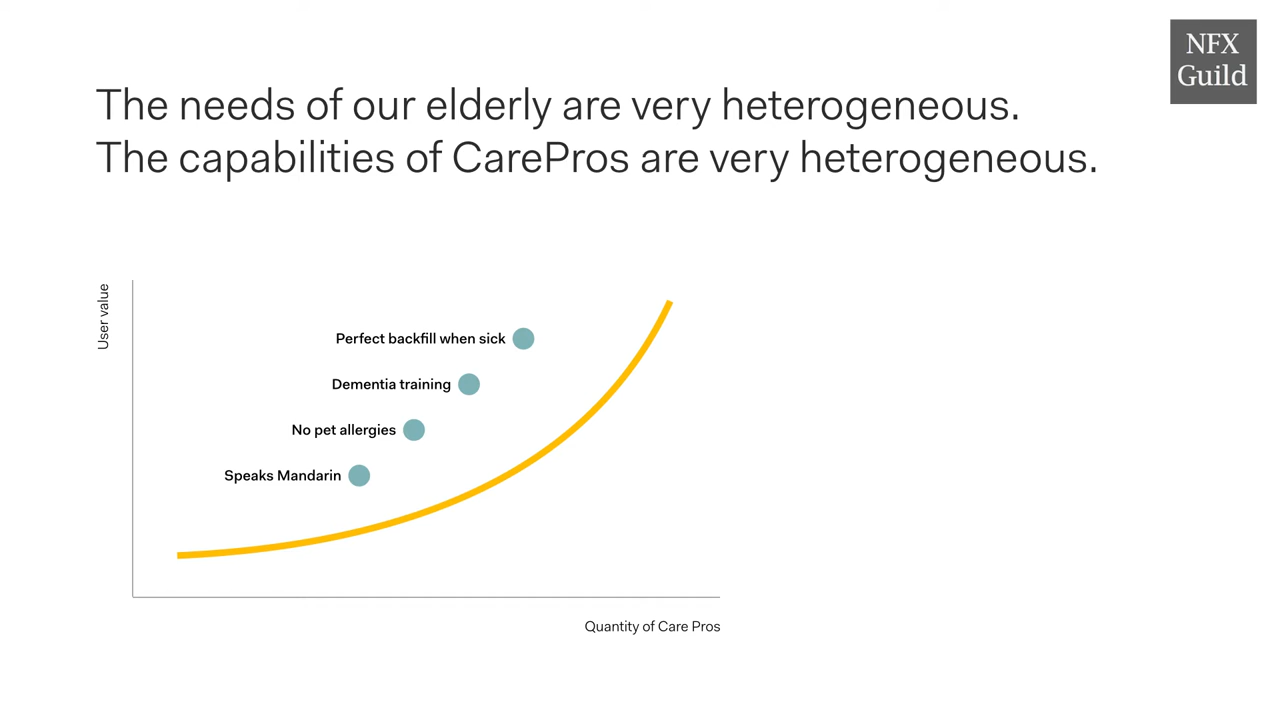 NFX
Guild
The needs of our elderly are very heterogeneous.
The capabilities of CarePros are very heterogeneous.
User value
Perfect backfill when sick
Dementia training
No pet allergies
Speaks Mandarin
Quantity of Care Pros